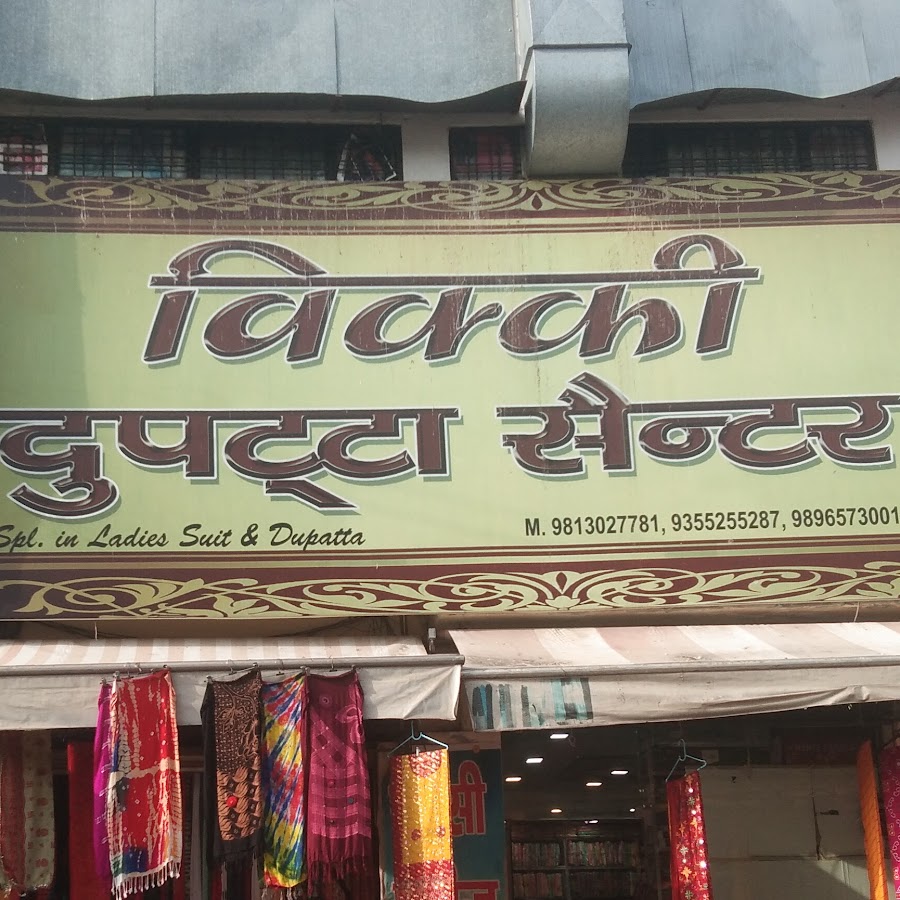 विक्की
दुपट्टा सैन्टर
Spl. in Ladies Suit & Dupatta
M. 9813027781, 9355255287, 9896573001